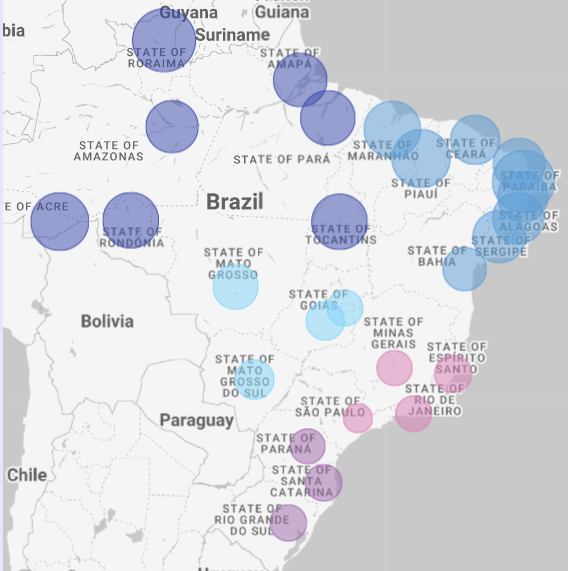 Guyana
French
Guiana
bia
Suriname
STATE OF
RORAIMA
STATE OF
AMAPÁ
STATE OF
AMAZONAS
STATE OF PARÁ
STATE OF
MARANHÃO
STATE OF
CEARÁ
STATE OF
PIAUÍ
STATE OF
PARAÍBA
E OF ACRE
Brazil
STATE OF
ALAGOAS
STATE OF
RONDÔNIA
STATE OF
TOCANTINS
STATE OF
SERGIPE
STATE OF
BAHIA
STATE OF
MATO
GROSSO
STATE OF
GOIÁS
Bolivia
STATE OF
MINAS
GERAIS
STATE OF
ESPÍRITO
SANTO
STATE OF
MATO
GROSSO
DO SUL
STATE OF
RIO DE
JANEIRO
STATE OF
SÃO PAULO
Paraguay
STATE OF
PARANÁ
Chile
STATE OF
SANTA
CATARINA
STATE OF
RIO GRANDE
DO SUL
Uruguay